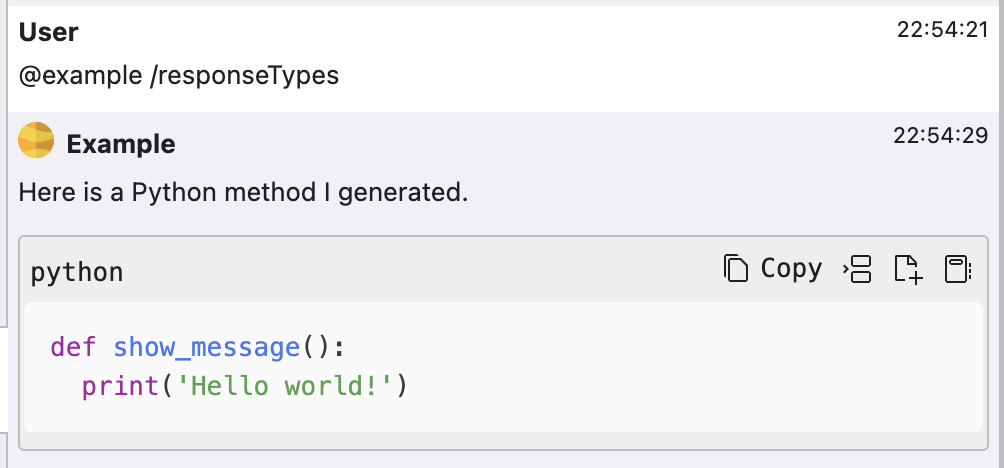 User 22:54:21
@example /responseTypes
Example 22:54:29
Here is a Python method I generated.
python Copy
def show_message():
  print('Hello world!')